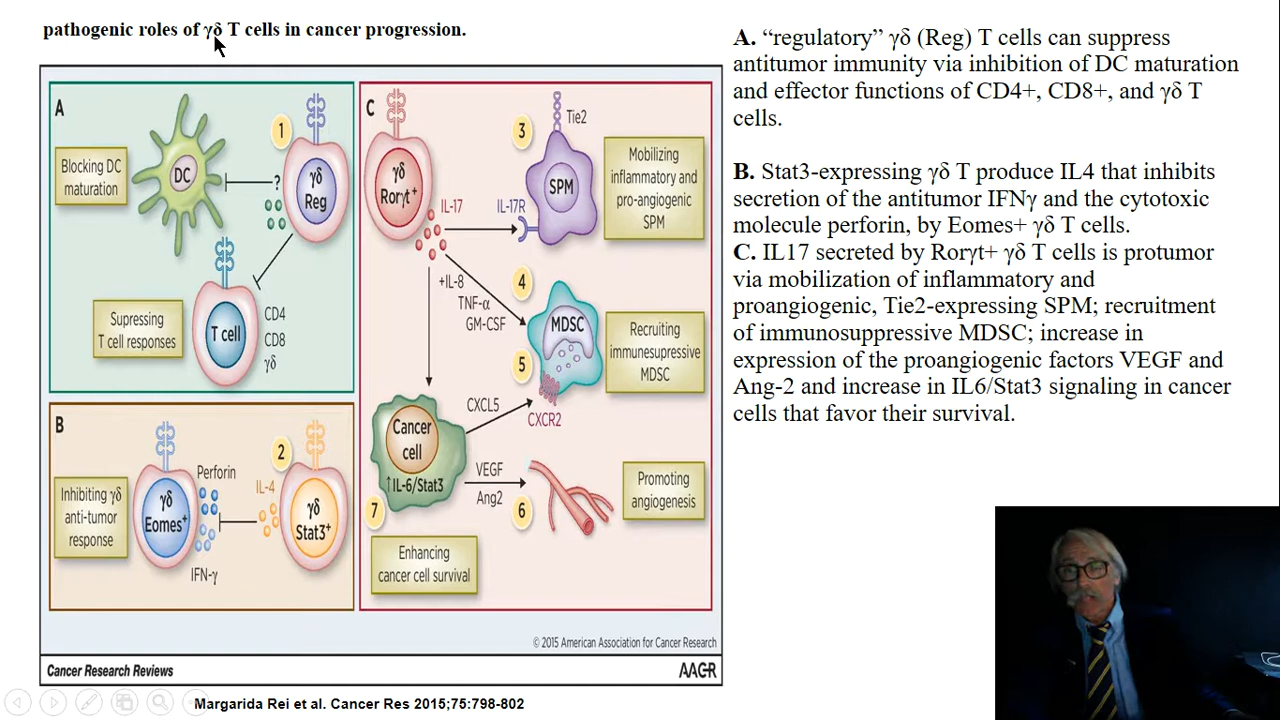 pathogenic roles of γδ T cells in cancer progression.
A
1
Blocking DC
maturation
DC
?
γδ
Reg
Supressing
T cell responses
T cell
CD4
CD8
γδ
B
2
Inhibiting γδ
anti-tumor
response
γδ
Eomes+
Perforin
IFN-γ
IL-4
γδ
Stat3+
C
γδ
Rorγt+
IL-17
3
IL-17R
Tie2
SPM
Mobilizing
inflammatory and
pro-angiogenic
SPM
+IL-8
TNF-α
GM-CSF
4
MDSC
Recruiting
immunesupressive
MDSC
5
CXCL5
CXCR2
Cancer
cell
↑IL-6/Stat3
VEGF
Ang2
6
Promoting
angiogenesis
7
Enhancing
cancer cell survival
© 2015 American Association for Cancer Research
Cancer Research Reviews
AACR
Margarida Rei et al. Cancer Res 2015;75:798-802
A. “regulatory” γδ (Reg) T cells can suppress
antitumor immunity via inhibition of DC maturation
and effector functions of CD4+, CD8+, and γδ T
cells.
B. Stat3-expressing γδ T produce IL4 that inhibits
secretion of the antitumor IFNγ and the cytotoxic
molecule perforin, by Eomes+ γδ T cells.
C. IL17 secreted by Rorγt+ γδ T cells is protumor
via mobilization of inflammatory and
proangiogenic, Tie2-expressing SPM; recruitment
of immunosuppressive MDSC; increase in
expression of the proangiogenic factors VEGF and
Ang-2 and increase in IL6/Stat3 signaling in cancer
cells that favor their survival.